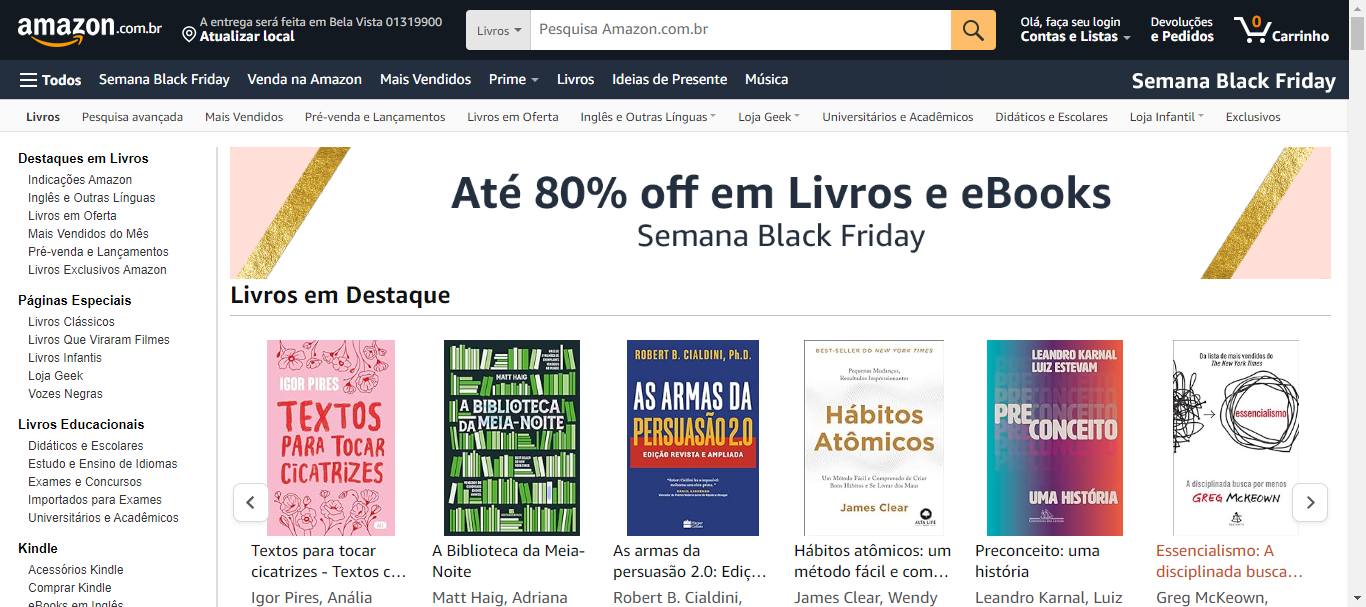 amazon.com.br
A entrega será feita em Bela Vista 01319900
Atualizar local
Livros
Pesquisa Amazon.com.br
Olá, faça seu login
Contas e Listas
Devoluções
e Pedidos
0
Carrinho
Todos
Semana Black Friday
Venda na Amazon
Mais Vendidos
Prime
Livros
Ideias de Presente
Música
Semana Black Friday
Livros
Pesquisa avançada
Mais Vendidos
Pré-venda e Lançamentos
Livros em Oferta
Inglês e Outras Línguas
Loja Geek
Universitários e Acadêmicos
Didáticos e Escolares
Loja Infantil
Exclusivos
Destaques em Livros
Indicações Amazon
Inglês e Outras Línguas
Livros em Oferta
Mais Vendidos do Mês
Pré-venda e Lançamentos
Livros Exclusivos Amazon
Páginas Especiais
Livros Clássicos
Livros Que Viraram Filmes
Livros Infantis
Loja Geek
Vozes Negras
Livros Educacionais
Didáticos e Escolares
Estudo e Ensino de Idiomas
Exames e Concursos
Importados para Exames
Universitários e Acadêmicos
Kindle
Acessórios Kindle
Comprar Kindle
eBooks em Inglês
Até 80% off em Livros e eBooks
Semana Black Friday
Livros em Destaque
IGOR PIRES
TEXTOS
PARA TOCAR
CICATRIZES
Textos para tocar
cicatrizes - Textos c...
Igor Pires, Anália
MATT HAIG
A BIBLIOTECA
DA MEIA-NOITE
A Biblioteca da Meia-
Noite
Matt Haig, Adriana
ROBERT B. CIALDINI, Ph.D.
AS ARMAS DA
PERSUASÃO 2.0
EDIÇÃO REVISTA E AMPLIADA
As armas da
persuasão 2.0: Ediç...
Robert B. Cialdini,
BEST-SELLER DO NEW YORK TIMES
Pequenas Mudanças,
Resultados Impressionantes
Hábitos
Atômicos
Um Método Fácil e Comprovado de Criar
Bons Hábitos e Se Livrar dos Maus
James Clear
ALTA LIFE
Hábitos atômicos: um
método fácil e com...
James Clear, Wendy
LEANDRO KARNAL
LUIZ ESTEVAM
PRECONCEITO
UMA HISTÓRIA
Preconceito: uma
história
Leandro Karnal, Luiz
Da lista de mais vendidos do
The New York Times
essencialismo
A disciplinada busca por menos
GREG McKEOWN
Essencialismo: A
disciplinada busca...
Greg McKeown,